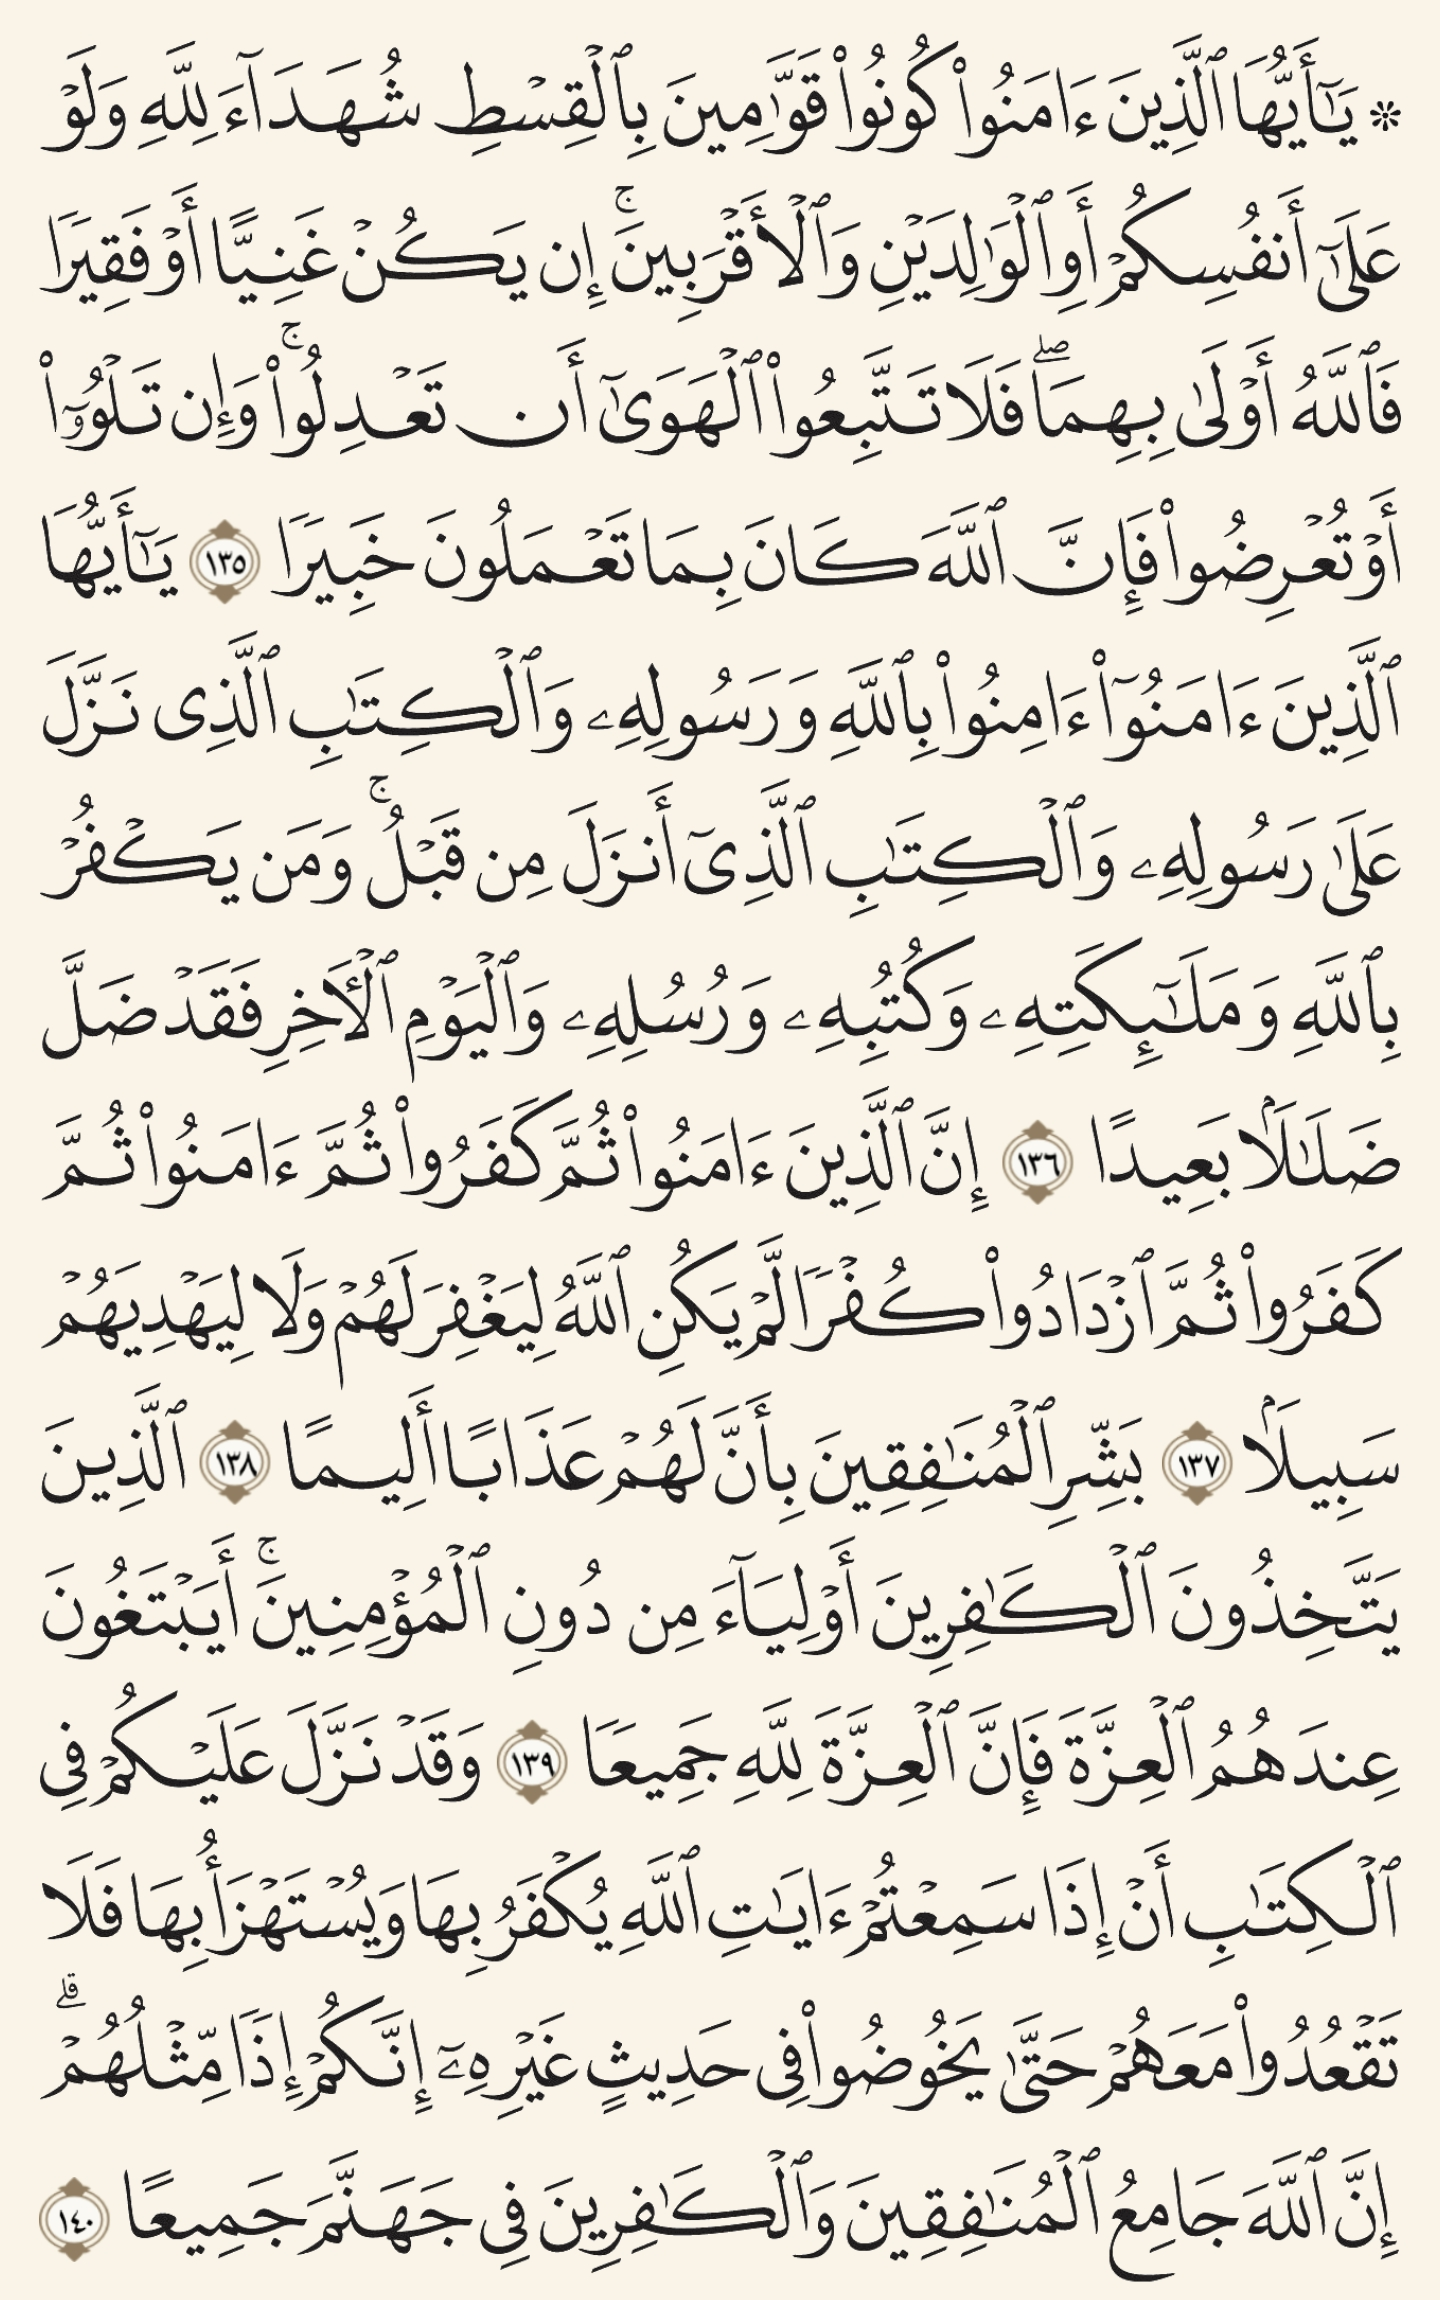 ۞ يَٰٓأَيُّهَا ٱلَّذِينَ ءَامَنُوا۟ كُونُوا۟ قَوَّٰمِينَ بِٱلْقِسْطِ شُهَدَآءَ لِلَّهِ وَلَوْ
عَلَىٰٓ أَنفُسِكُمْ أَوِ ٱلْوَٰلِدَيْنِ وَٱلْأَقْرَبِينَ ۚ إِن يَكُنْ غَنِيًّا أَوْ فَقِيرًا
فَٱللَّهُ أَوْلَىٰ بِهِمَا ۖ فَلَا تَتَّبِعُوا۟ ٱلْهَوَىٰٓ أَن تَعْدِلُوا۟ ۚ وَإِن تَلْوُۥٓا۟
أَوْ تُعْرِضُوا۟ فَإِنَّ ٱللَّهَ كَانَ بِمَا تَعْمَلُونَ خَبِيرًا ١٣٥ يَٰٓأَيُّهَا
ٱلَّذِينَ ءَامَنُوٓا۟ ءَامِنُوا۟ بِٱللَّهِ وَرَسُولِهِۦ وَٱلْكِتَٰبِ ٱلَّذِى نَزَّلَ
عَلَىٰ رَسُولِهِۦ وَٱلْكِتَٰبِ ٱلَّذِىٓ أَنزَلَ مِن قَبْلُ ۚ وَمَن يَكْفُرْ
بِٱللَّهِ وَمَلَٰٓئِكَتِهِۦ وَكُتُبِهِۦ وَرُسُلِهِۦ وَٱلْيَوْمِ ٱلْـَٔاخِرِ فَقَدْ ضَلَّ
ضَلَٰلًۢا بَعِيدًا ١٣٦ إِنَّ ٱلَّذِينَ ءَامَنُوا۟ ثُمَّ كَفَرُوا۟ ثُمَّ ءَامَنُوا۟ ثُمَّ
كَفَرُوا۟ ثُمَّ ٱزْدَادُوا۟ كُفْرًا لَّمْ يَكُنِ ٱللَّهُ لِيَغْفِرَ لَهُمْ وَلَا لِيَهْدِيَهُمْ
سَبِيلًۢا ١٣٧ بَشِّرِ ٱلْمُنَٰفِقِينَ بِأَنَّ لَهُمْ عَذَابًا أَلِيمًا ١٣٨ ٱلَّذِينَ
يَتَّخِذُونَ ٱلْكَٰفِرِينَ أَوْلِيَآءَ مِن دُونِ ٱلْمُؤْمِنِينَ ۚ أَيَبْتَغُونَ
عِندَهُمُ ٱلْعِزَّةَ فَإِنَّ ٱلْعِزَّةَ لِلَّهِ جَمِيعًا ١٣٩ وَقَدْ نَزَّلَ عَلَيْكُمْ فِى
ٱلْكِتَٰبِ أَنْ إِذَا سَمِعْتُمْ ءَايَٰتِ ٱللَّهِ يُكْفَرُ بِهَا وَيُسْتَهْزَأُ بِهَا فَلَا
تَقْعُدُوا۟ مَعَهُمْ حَتَّىٰ يَخُوضُوا۟ فِى حَدِيثٍ غَيْرِهِۦٓ إِنَّكُمْ إِذًا مِّثْلُهُمْ ۗ
إِنَّ ٱللَّهَ جَامِعُ ٱلْمُنَٰفِقِينَ وَٱلْكَٰفِرِينَ فِى جَهَنَّمَ جَمِيعًا ١٤٠